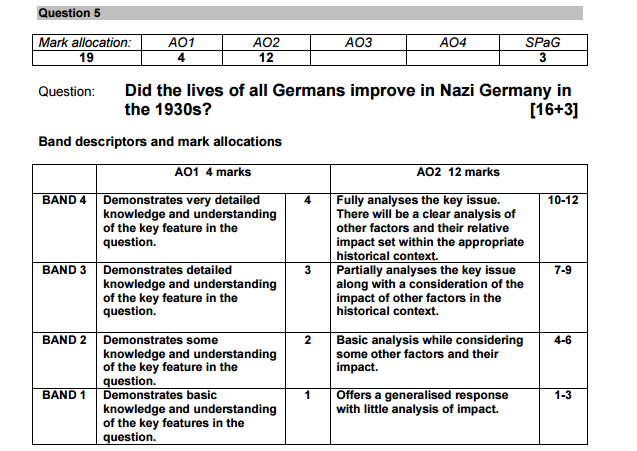 Question 5
Mark allocation: AO1 AO2 AO3 AO4 SPaG
19 4 12 3
Question: Did the lives of all Germans improve in Nazi Germany in
the 1930s? [16+3]
Band descriptors and mark allocations
AO1 4 marks AO2 12 marks
BAND 4 Demonstrates very detailed 4 Fully analyses the key issue. 10-12
knowledge and understanding There will be a clear analysis of
of the key feature in the other factors and their relative
question. impact set within the appropriate
historical context.
BAND 3 Demonstrates detailed 3 Partially analyses the key issue 7-9
knowledge and understanding along with a consideration of the
of the key feature in the impact of other factors in the
question. historical context.
BAND 2 Demonstrates some 2 Basic analysis while considering 4-6
knowledge and understanding some other factors and their
of the key feature in the impact.
question.
BAND 1 Demonstrates basic 1 Offers a generalised response 1-3
knowledge and understanding with little analysis of impact.
of the key features in the
question.